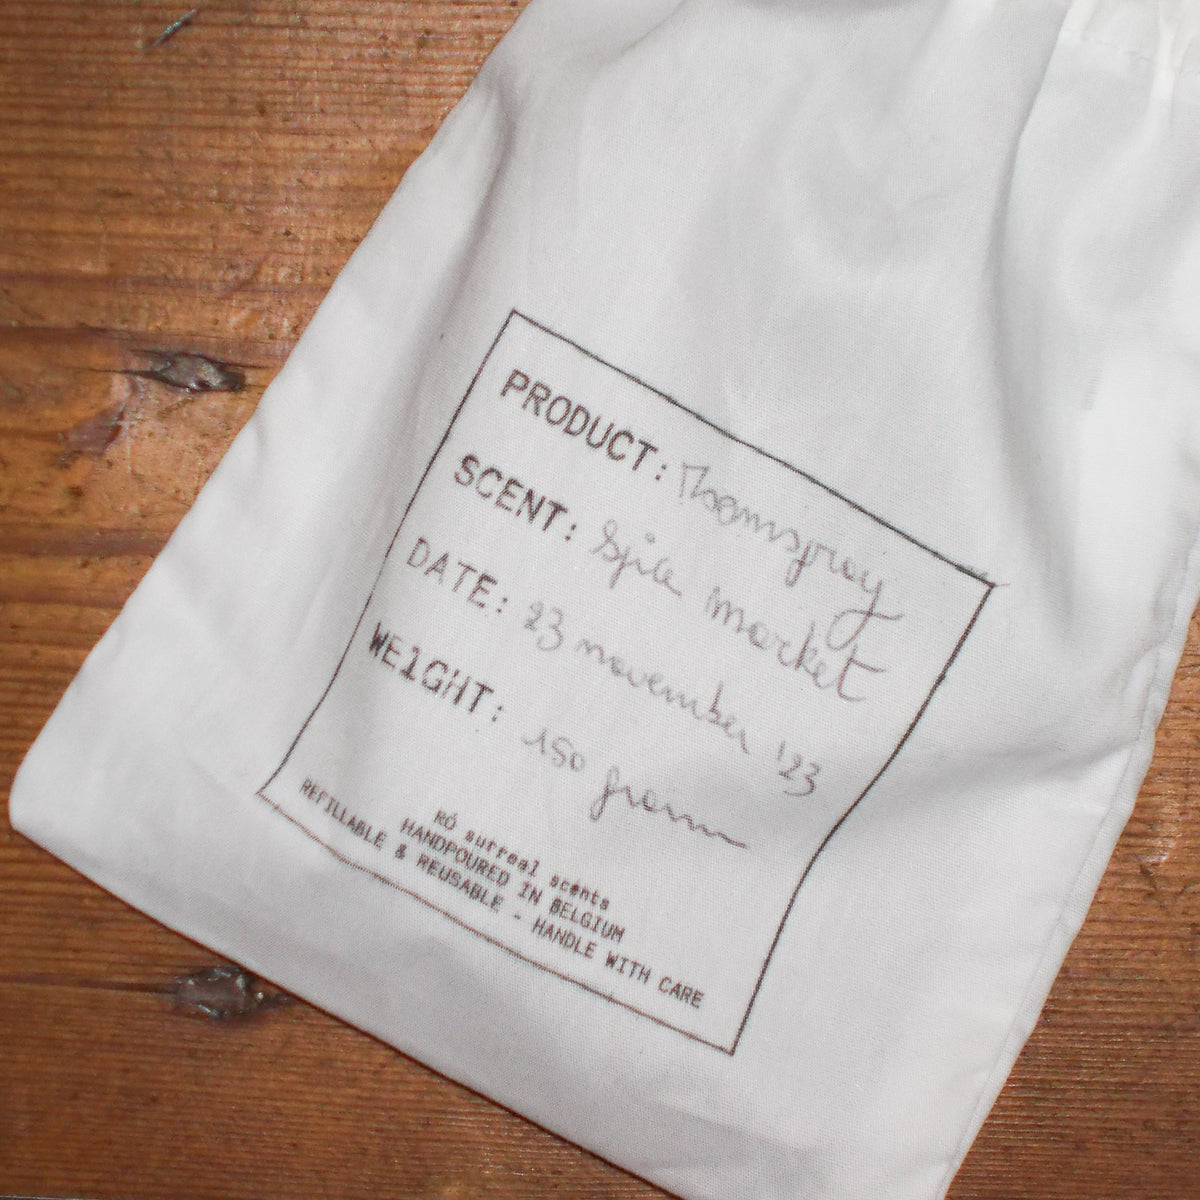 PRODUCT: Roomspray
SCENT: Spice market
DATE: 23 november '23
WEIGHT: 150 gram
RÓ surreal scents
HANDPOURED IN BELGIUM
REFILLABLE & REUSABLE - HANDLE WITH CARE